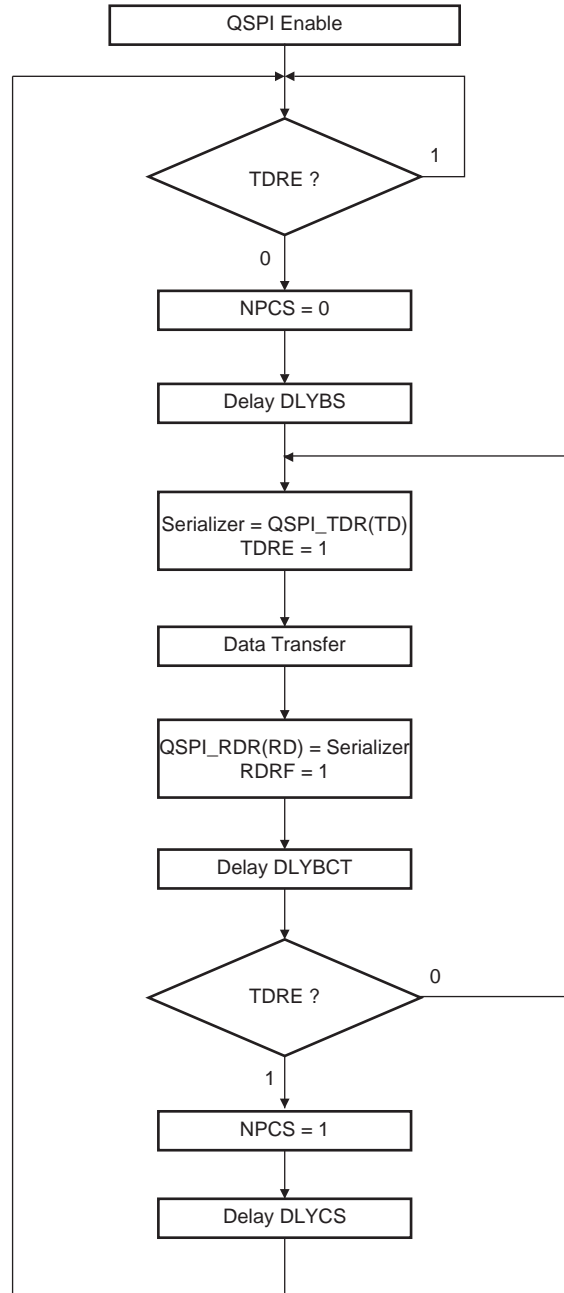 QSPI Enable
TDRE ?
1
0
NPCS = 0
Delay DLYBS
Serializer = QSPI_TDR(TD)
TDRE = 1
Data Transfer
QSPI_RDR(RD) = Serializer
RDRF = 1
Delay DLYBCT
TDRE ?
0
1
NPCS = 1
Delay DLYCS